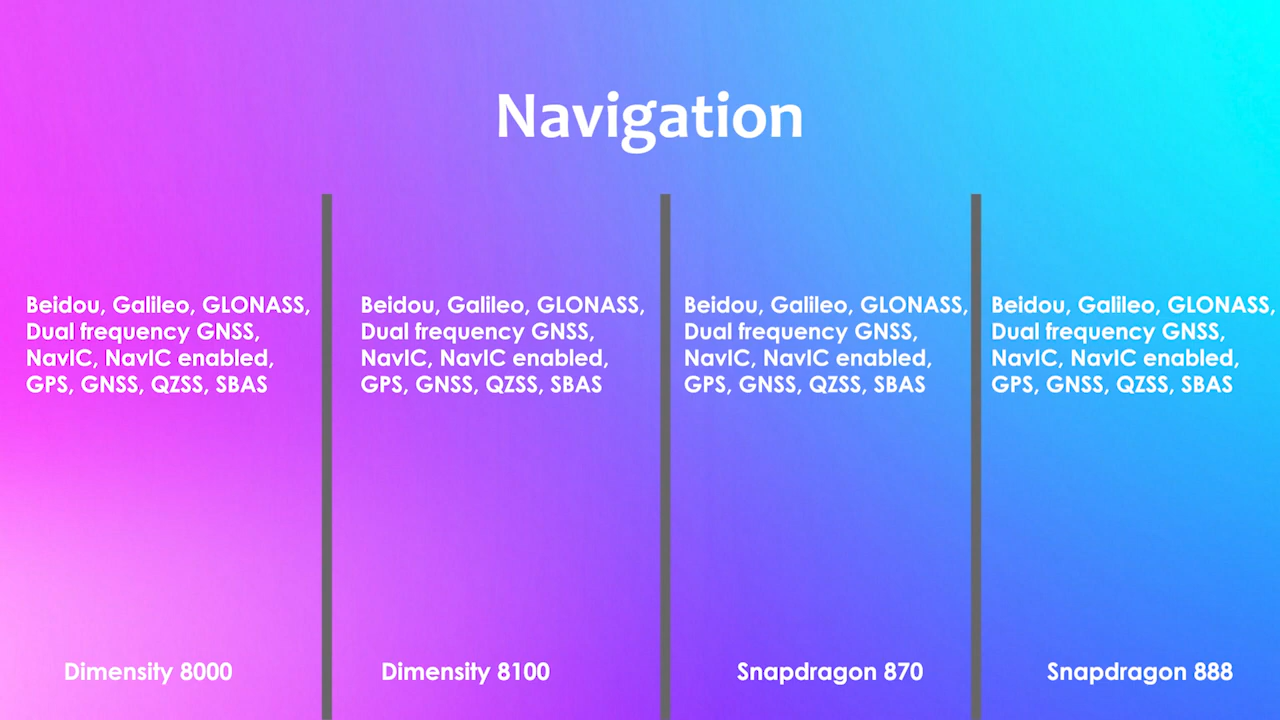 Navigation
Beidou, Galileo, GLONASS,
Dual frequency GNSS,
NavIC, NavIC enabled,
GPS, GNSS, QZSS, SBAS
Beidou, Galileo, GLONASS,
Dual frequency GNSS,
NavIC, NavIC enabled,
GPS, GNSS, QZSS, SBAS
Beidou, Galileo, GLONASS,
Dual frequency GNSS,
NavIC, NavIC enabled,
GPS, GNSS, QZSS, SBAS
Beidou, Galileo, GLONASS,
Dual frequency GNSS,
NavIC, NavIC enabled,
GPS, GNSS, QZSS, SBAS
Dimensity 8000
Dimensity 8100
Snapdragon 870
Snapdragon 888